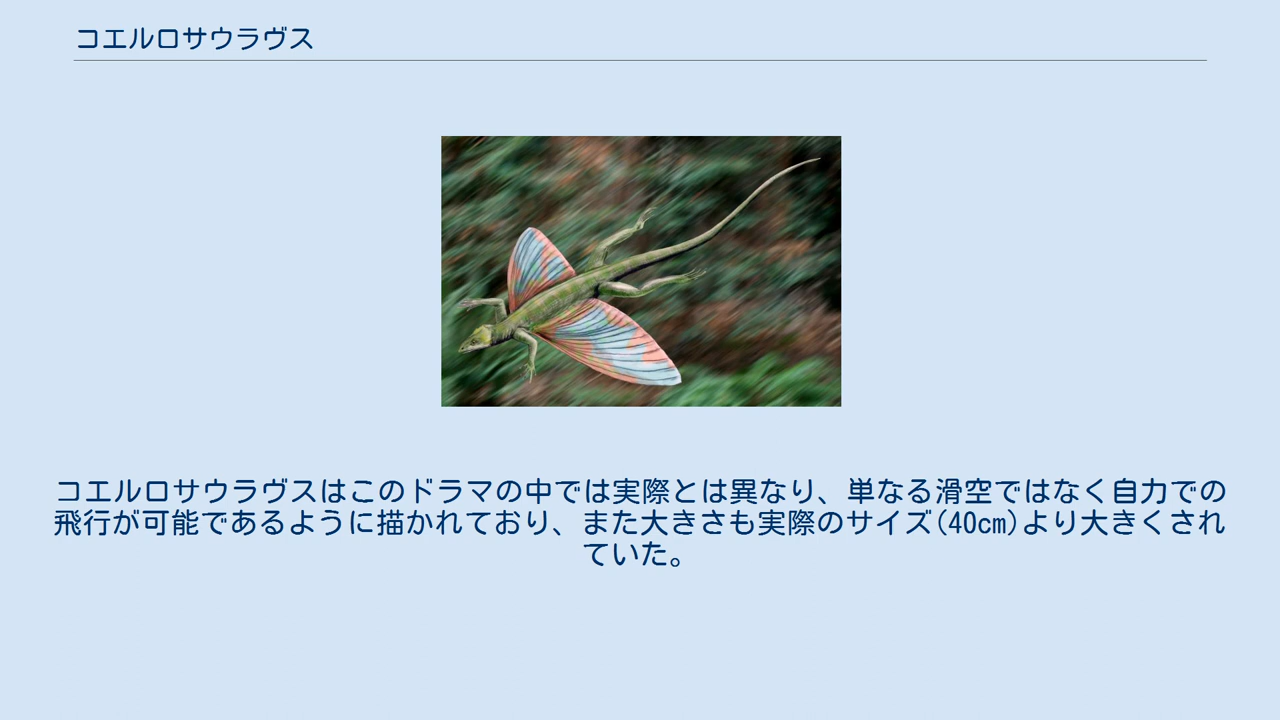 コエルロサウラヴス
コエルロサウラヴスはこのドラマの中では実際とは異なり、単なる滑空ではなく自力での
飛行が可能であるように描かれており、また大きさも実際のサイズ(40cm)より大きくされ
ていた。